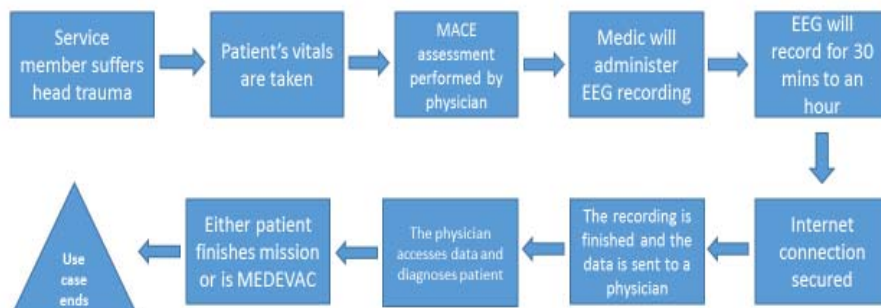 Service
member suffers
head trauma
Patient's vitals
are taken
MACE
assessment
performed by
physician
Medic will
administer
EEG recording
EEG will
record for 30
mins to an
hour
Internet
connection
secured
The recording is
finished and the
data is sent to a
physician
The physician
accesses data and
diagnoses patient
Either patient
finishes mission
or is MEDEVAC
Use
case
ends